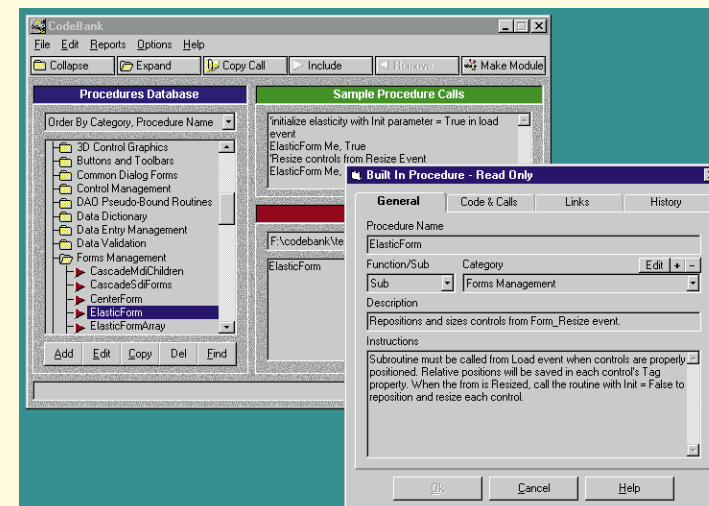 CodeBank
File Edit Reports Options Help
Collapse Expand Copy Call Include Remove Make Module
Procedures Database
Order By Category, Procedure Name
3D Control Graphics
Buttons and Toolbars
Common Dialog Forms
Control Management
DAO Pseudo-Bound Routines
Data Dictionary
Data Entry Management
Data Validation
Forms Management
CascadeMdiChildren
CascadeSdiForms
CenterForm
ElasticForm
ElasticFormArray
Add Edit Copy Del Find
Sample Procedure Calls
'initialize elasticity with Init parameter = True in load
event
ElasticForm Me, True
'Resize controls from Resize Event
ElasticForm Me,
F:\codebank\te
ElasticForm
Built In Procedure - Read Only
General Code & Calls Links History
Procedure Name
ElasticForm
Function/Sub Category Edit + -
Sub Forms Management
Description
Repositions and sizes controls from Form_Resize event.
Instructions
Subroutine must be called from Load event when controls are properly
positioned. Relative positions will be saved in each control's Tag
property. When the from is Resized, call the routine with Init = False to
reposition and resize each control.
Ok Cancel Help